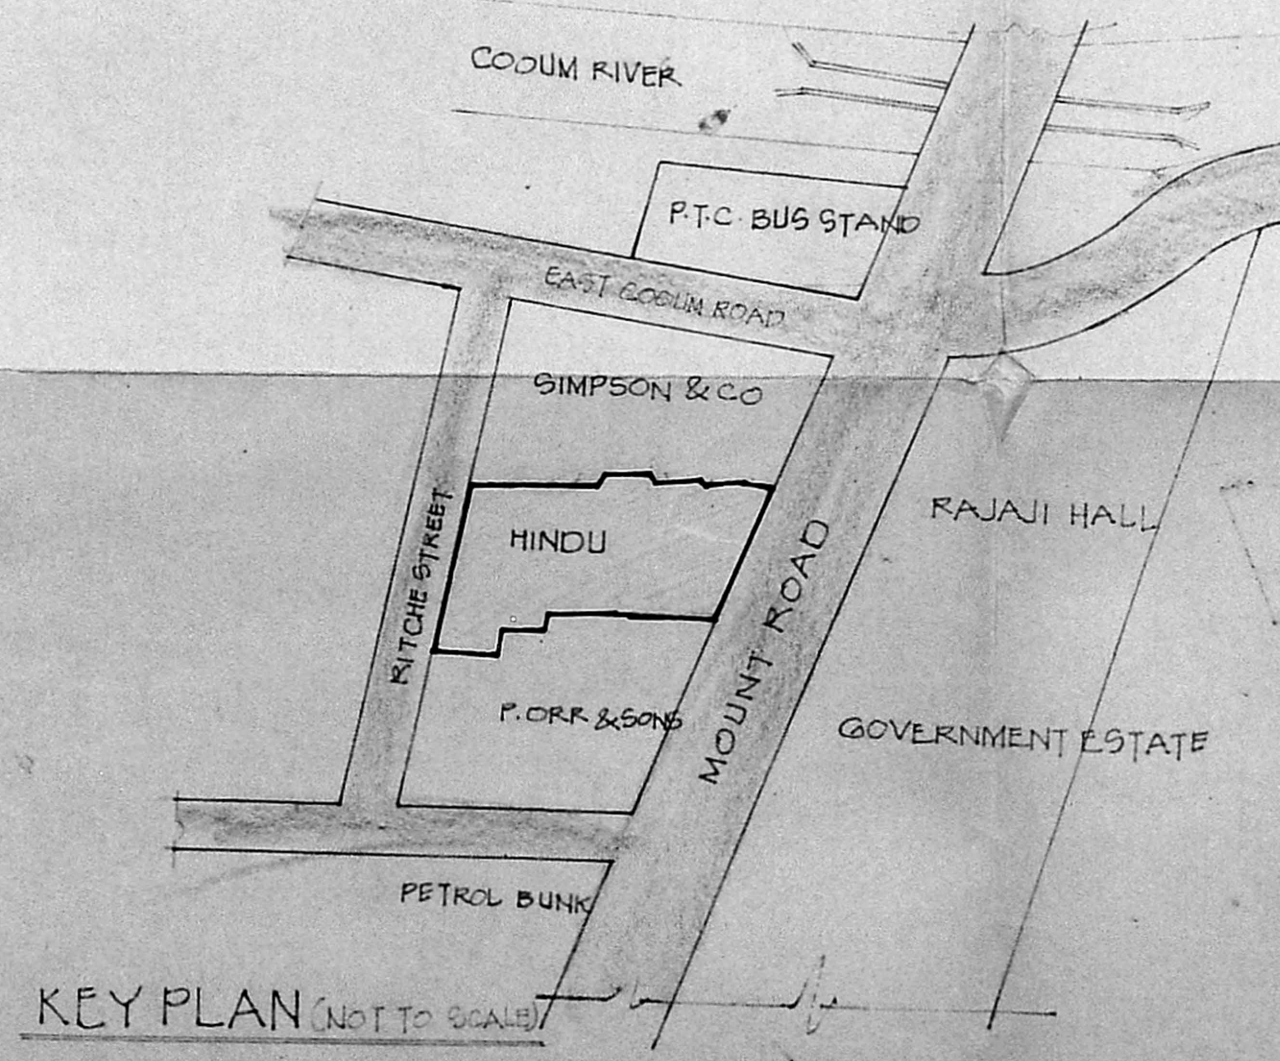 COOUM RIVER
P.T.C. BUS STAND
EAST COOUM ROAD
SIMPSON & CO
RAJAJI HALL
HINDU
RITCHE STREET
MOUNT ROAD
P. ORR & SONS
GOVERNMENT ESTATE
PETROL BUNK
KEY PLAN (NOT TO SCALE)